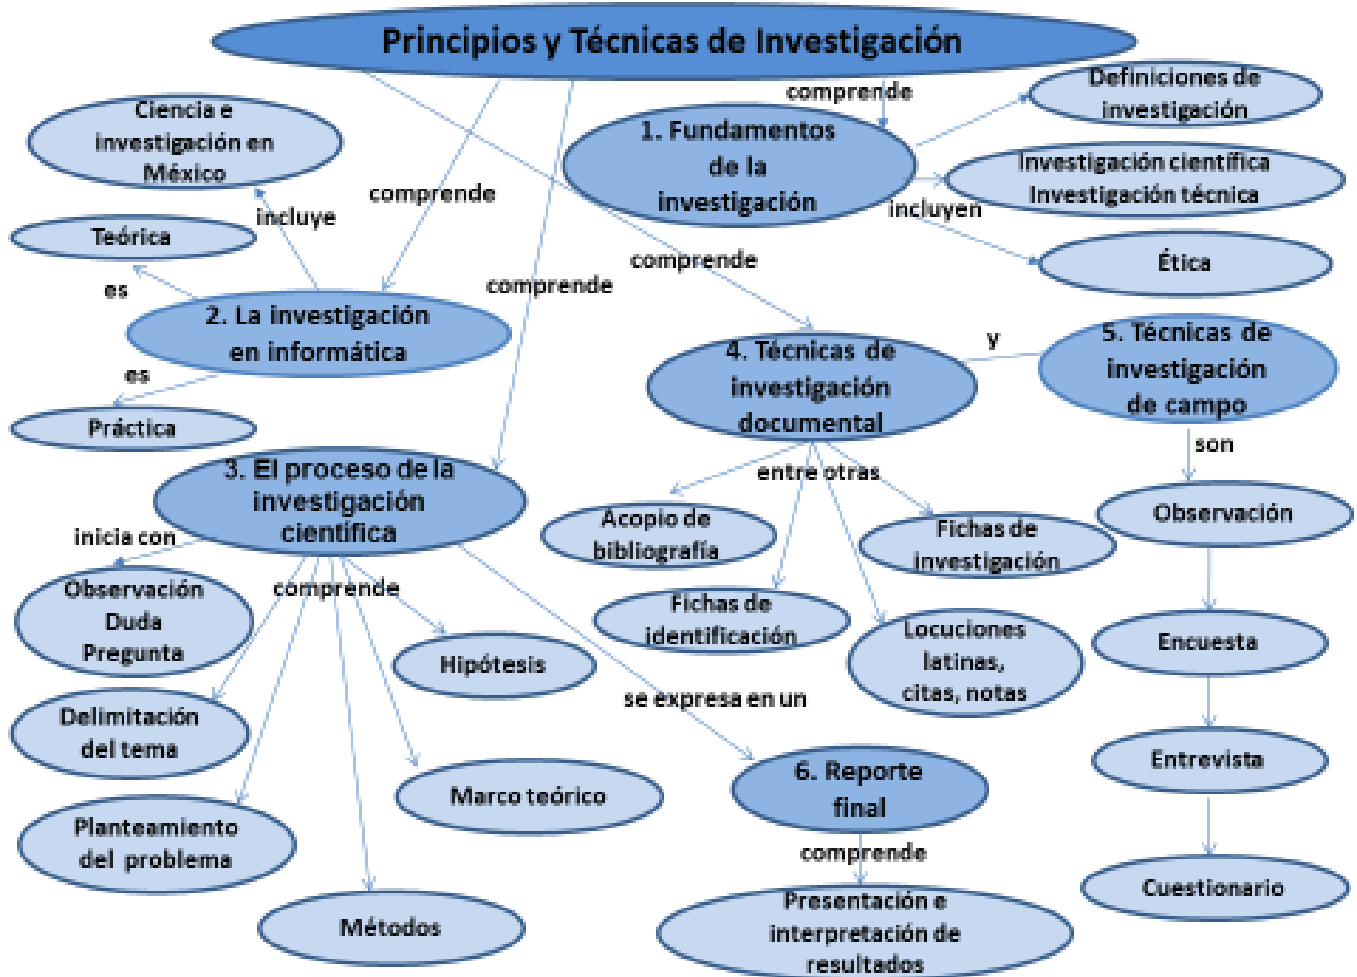 Principios y Técnicas de Investigación
comprende
Definiciones de
investigación
Ciencia e
investigación en
México
1. Fundamentos
de la
investigación
Investigación científica
Investigación técnica
incluyen
comprende
incluye
Teórica
es
Ética
comprende
comprende
2. La investigación
en informática
es
Práctica
4. Técnicas de
investigación
documental
y
5. Técnicas de
investigación
de campo
son
3. El proceso de la
investigación
científica
entre otras
inicia con
Acopio de
bibliografía
Fichas de
investigación
Observación
Observación
Duda
Pregunta
comprende
Fichas de
identificación
Locuciones
latinas,
citas, notas
Encuesta
Hipótesis
Delimitación
del tema
se expresa en un
Entrevista
6. Reporte
final
Marco teórico
Planteamiento
del problema
comprende
Cuestionario
Métodos
Presentación e
interpretación de
resultados